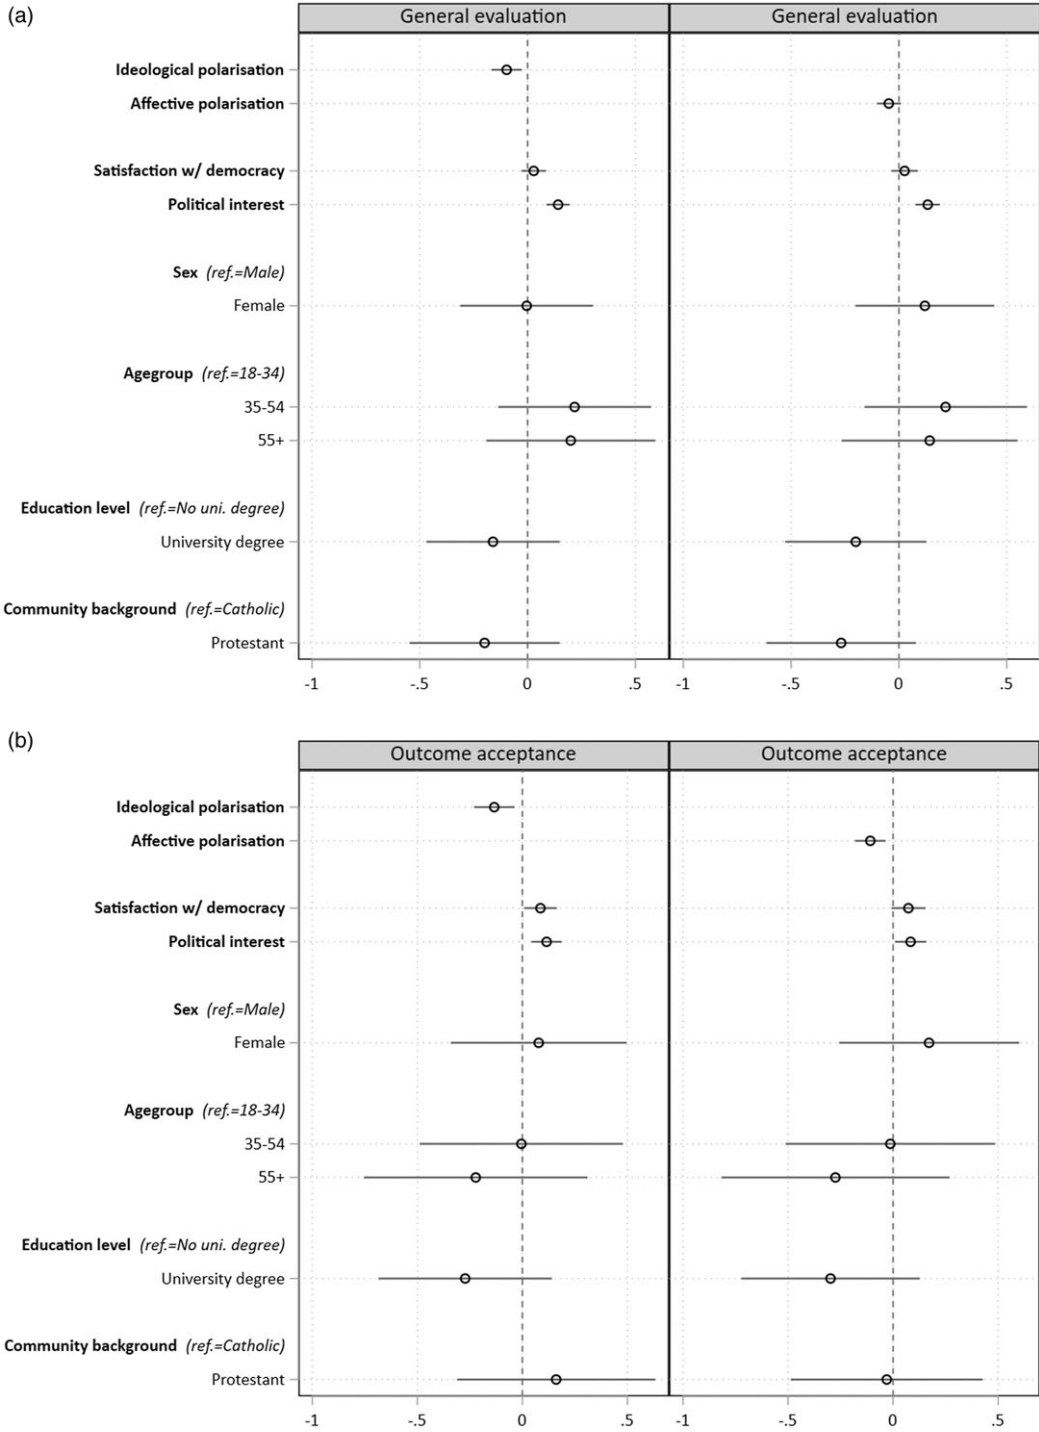 (a)
General evaluation General evaluation
Ideological polarisation
Affective polarisation
Satisfaction w/ democracy
Political interest
Sex (ref.=Male)
Female
Agegroup (ref.=18-34)
35-54
55+
Education level (ref.=No uni. degree)
University degree
Community background (ref.=Catholic)
Protestant
-1 -.5 0 .5 -1 -.5 0 .5
(b)
Outcome acceptance Outcome acceptance
Ideological polarisation
Affective polarisation
Satisfaction w/ democracy
Political interest
Sex (ref.=Male)
Female
Agegroup (ref.=18-34)
35-54
55+
Education level (ref.=No uni. degree)
University degree
Community background (ref.=Catholic)
Protestant
-1 -.5 0 .5 -1 -.5 0 .5